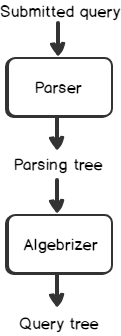 Submitted query
Parser
Parsing tree
Algebrizer
Query tree